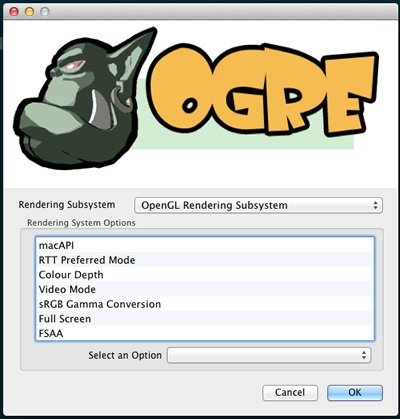 OGRE
Rendering Subsystem OpenGL Rendering Subsystem
Rendering System Options
macAPI
RTT Preferred Mode
Colour Depth
Video Mode
sRGB Gamma Conversion
Full Screen
FSAA
Select an Option
Cancel OK